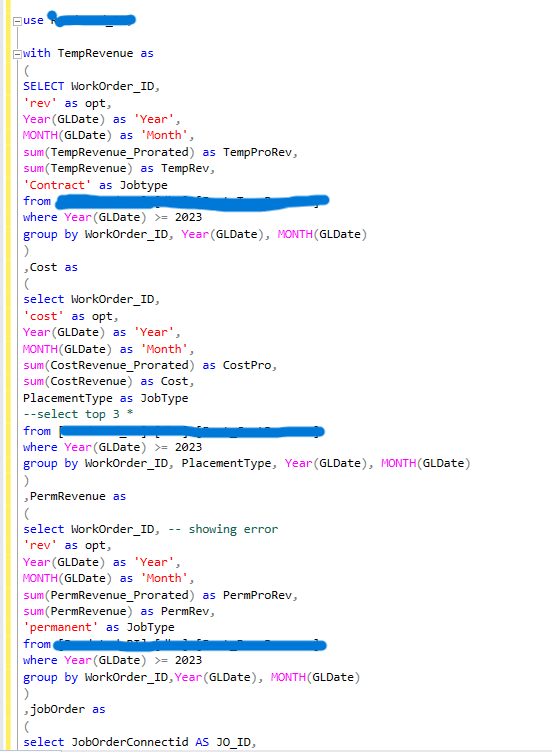 use
with TempRevenue as
(
SELECT WorkOrder_ID,
'rev' as opt,
Year(GLDate) as 'Year',
MONTH(GLDate) as 'Month',
sum(TempRevenue_Prorated) as TempProRev,
sum(TempRevenue) as TempRev,
'Contract' as Jobtype
from
where Year(GLDate) >= 2023
group by WorkOrder_ID, Year(GLDate), MONTH(GLDate)
)
,Cost as
(
select WorkOrder_ID,
'cost' as opt,
Year(GLDate) as 'Year',
MONTH(GLDate) as 'Month',
sum(CostRevenue_Prorated) as CostPro,
sum(CostRevenue) as Cost,
PlacementType as JobType
--select top 3 *
from
where Year(GLDate) >= 2023
group by WorkOrder_ID, PlacementType, Year(GLDate), MONTH(GLDate)
)
,PermRevenue as
(
select WorkOrder_ID, -- showing error
'rev' as opt,
Year(GLDate) as 'Year',
MONTH(GLDate) as 'Month',
sum(PermRevenue_Prorated) as PermProRev,
sum(PermRevenue) as PermRev,
'permanent' as JobType
from
where Year(GLDate) >= 2023
group by WorkOrder_ID,Year(GLDate), MONTH(GLDate)
)
,jobOrder as
(
select JobOrderConnectid AS JO_ID,